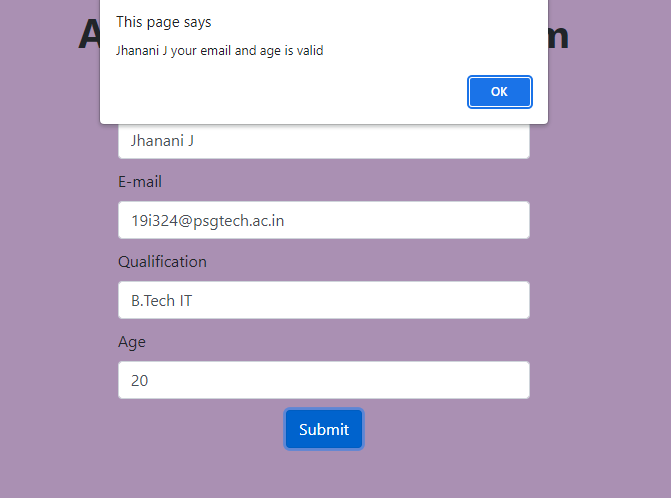 This page says
Jhanani J your email and age is valid
OK
Jhanani J
E-mail
19i324@psgtech.ac.in
Qualification
B.Tech IT
Age
20
Submit